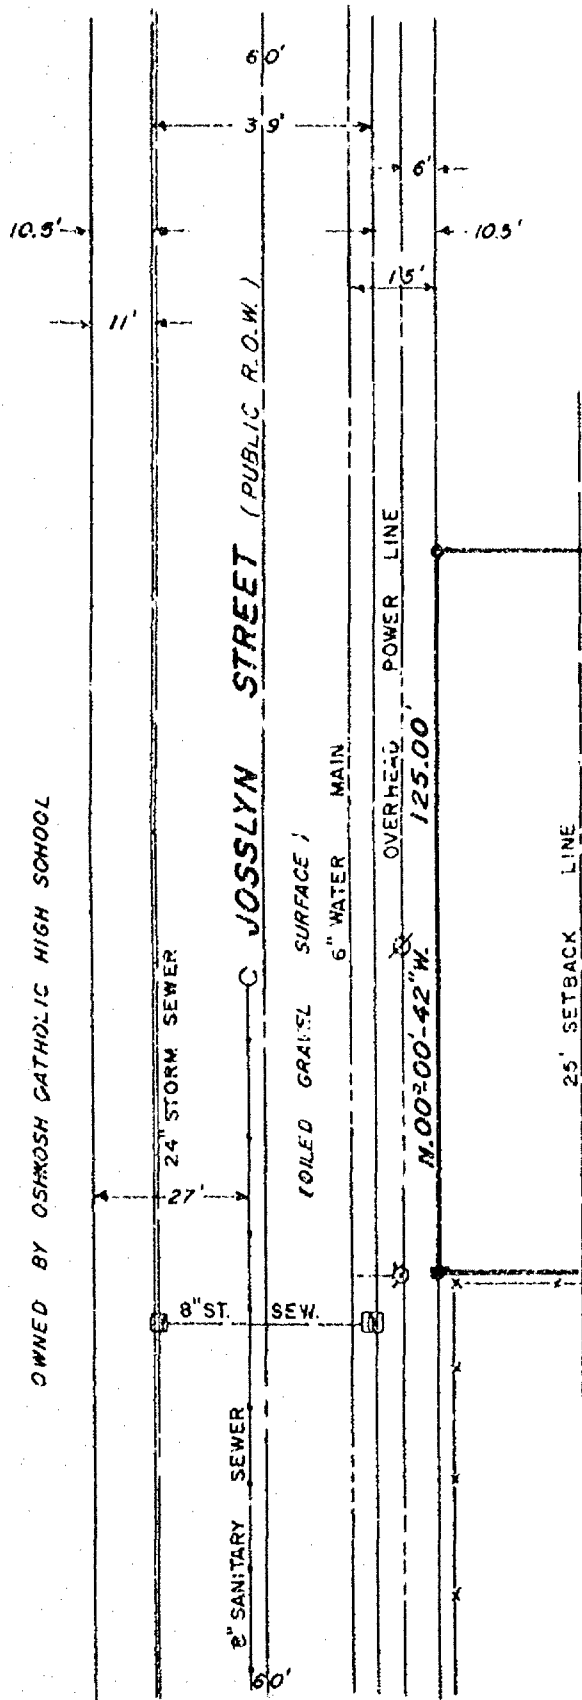 60'
39'
6'
10.5'
10.5'
15'
11'
JOSSLYN STREET (PUBLIC R.O.W.)
(OILED GRAVEL SURFACE)
OVERHEAD POWER LINE
6" WATER MAIN
N.00°00'-42"W. 125.00'
25' SETBACK LINE
OWNED BY OSHKOSH CATHOLIC HIGH SCHOOL
24" STORM SEWER
27'
8" ST. SEW.
8" SANITARY SEWER
60'